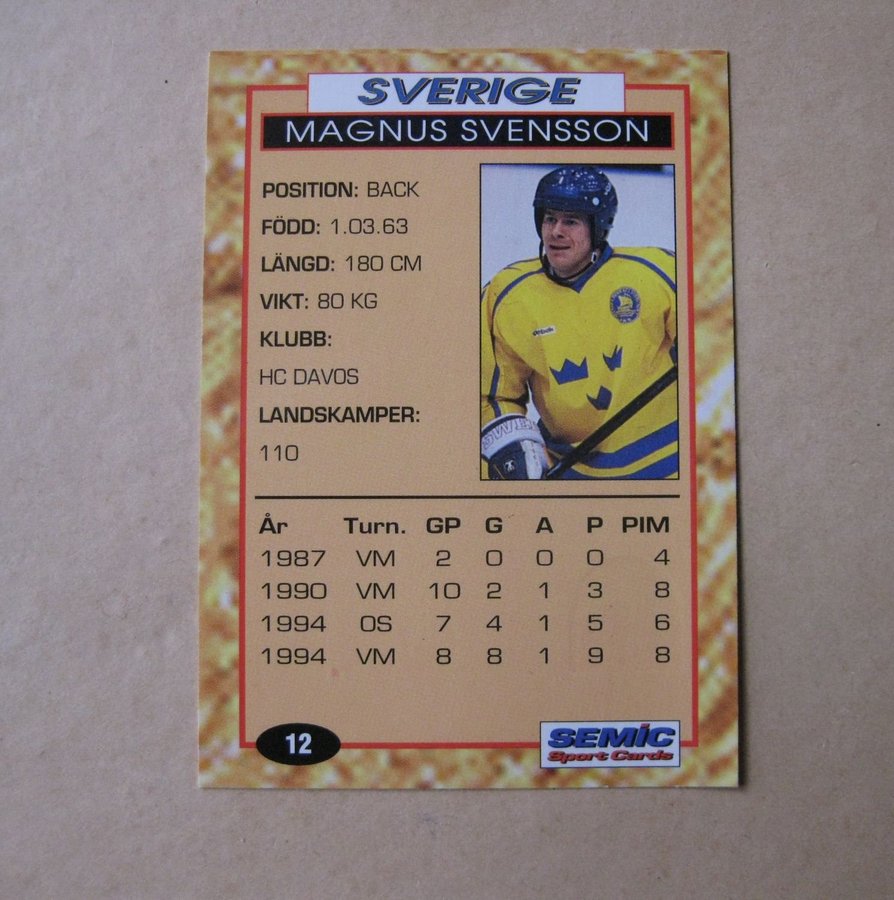 SVERIGE
MAGNUS SVENSSON
POSITION: BACK
FÖDD: 1.03.63
LÄNGD: 180 CM
VIKT: 80 KG
KLUBB:
HC DAVOS
LANDSKAMPER:
110
Reebok
År Turn. GP G A P PIM
1987 VM 2 0 0 0 4
1990 VM 10 2 1 3 8
1994 OS 7 4 1 5 6
1994 VM 8 8 1 9 8
12
SEMIC
Sport Cards